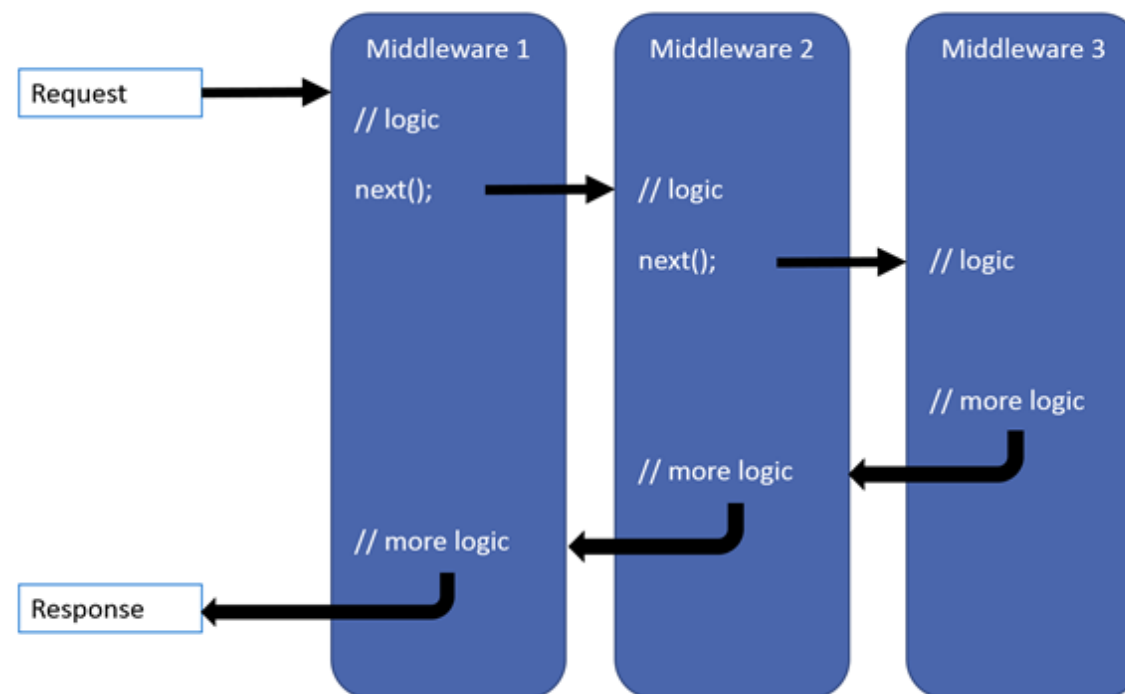 Middleware 1
Middleware 2
Middleware 3
Request
// logic
next();
// logic
next();
// logic
// more logic
// more logic
// more logic
Response